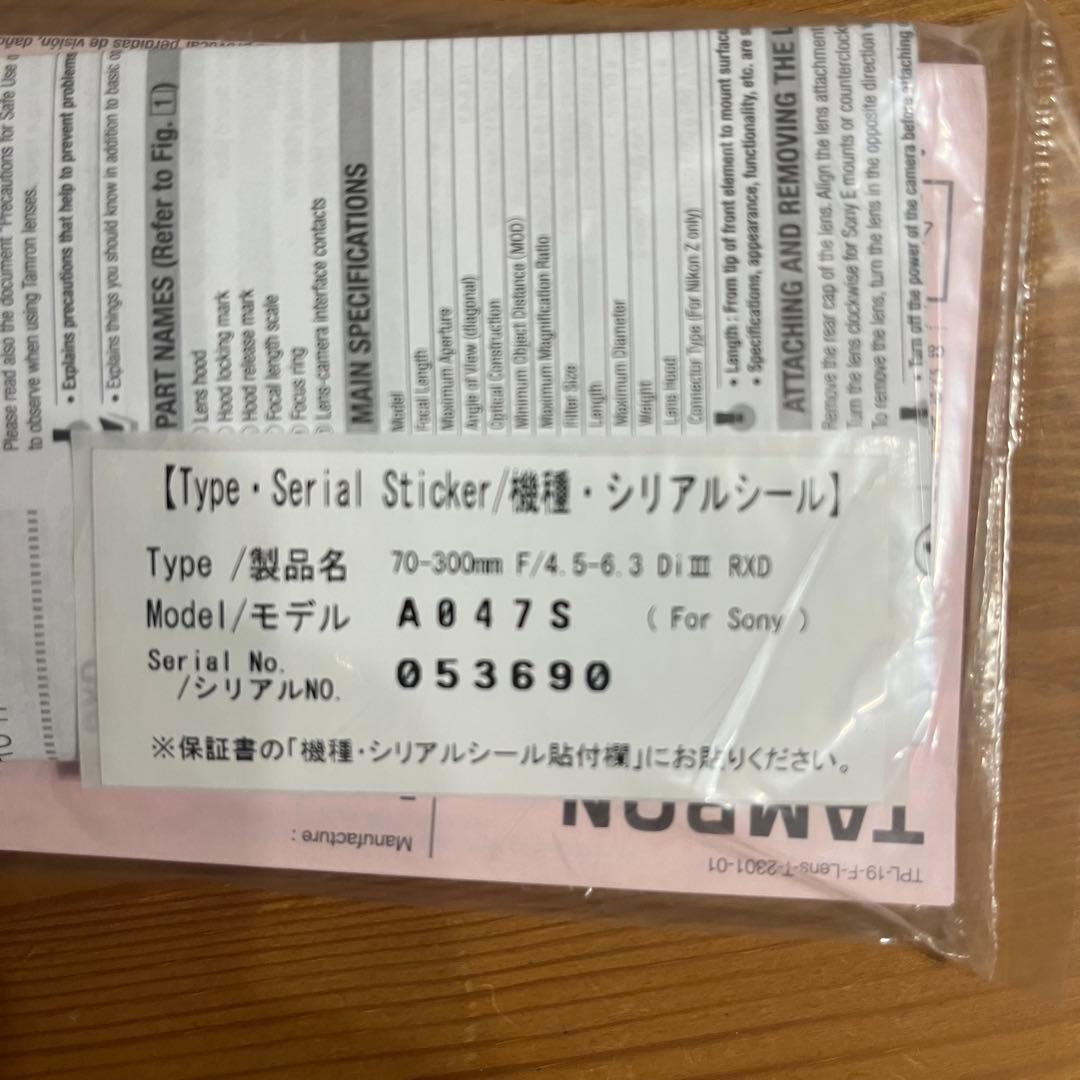 provocar pérdidas de visión, daños
Please read also the document "Precautions for Safe Use o
to observe when using Tamron lenses.
• Explains precautions that help to prevent problems
• Explains things you should know in addition to basic o
PART NAMES (Refer to Fig. 1)
Lens hood
Hood locking mark
Hood release mark
Focal length scale
Focus ring
Lens-camera interface contacts
MAIN SPECIFICATIONS
Model
Focal Length
Maximum Aperture
Angle of View (diagonal)
Optical Construction
Minimum Object Distance (MOD)
Maximum Magnification Ratio
Filter Size
Length
Maximum Diameter
Weight
Lens Hood
Connector Type (For Nikon Z only)
• Length : From tip of front element to mount surface
• Specifications, appearance, functionality, etc. are s
ATTACHING AND REMOVING THE L
Remove the rear cap of the lens. Align the lens attachment
Turn the lens clockwise for Sony E mounts or counterclock
To remove the lens, turn the lens in the opposite direction
• Turn off the power of the camera before attaching
【Type・Serial Sticker/機種・シリアルシール】
Type /製品名 70-300mm F/4.5-6.3 DiⅢ RXD
Model/モデル A047S ( For Sony )
Serial No.
/シリアルNO. 053690
※保証書の「機種・シリアルシール貼付欄」にお貼りください。
TAMRON
Manufacture :
TPL-19-F-Lens-T-2301-01